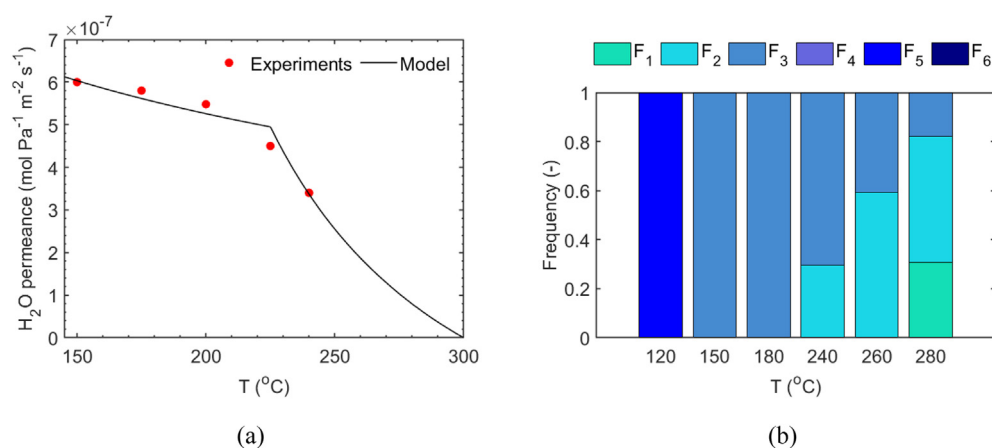 ×10⁻⁷
7
6
5
4
3
2
1
0
H₂O permeance (mol Pa⁻¹ m⁻² s⁻¹)
Experiments
Model
150 200 250 300
T (°C)
(a)
F₁ F₂ F₃ F₄ F₅ F₆
1
0.8
0.6
0.4
0.2
0
Frequency (-)
120 150 180 240 260 280
T (°C)
(b)